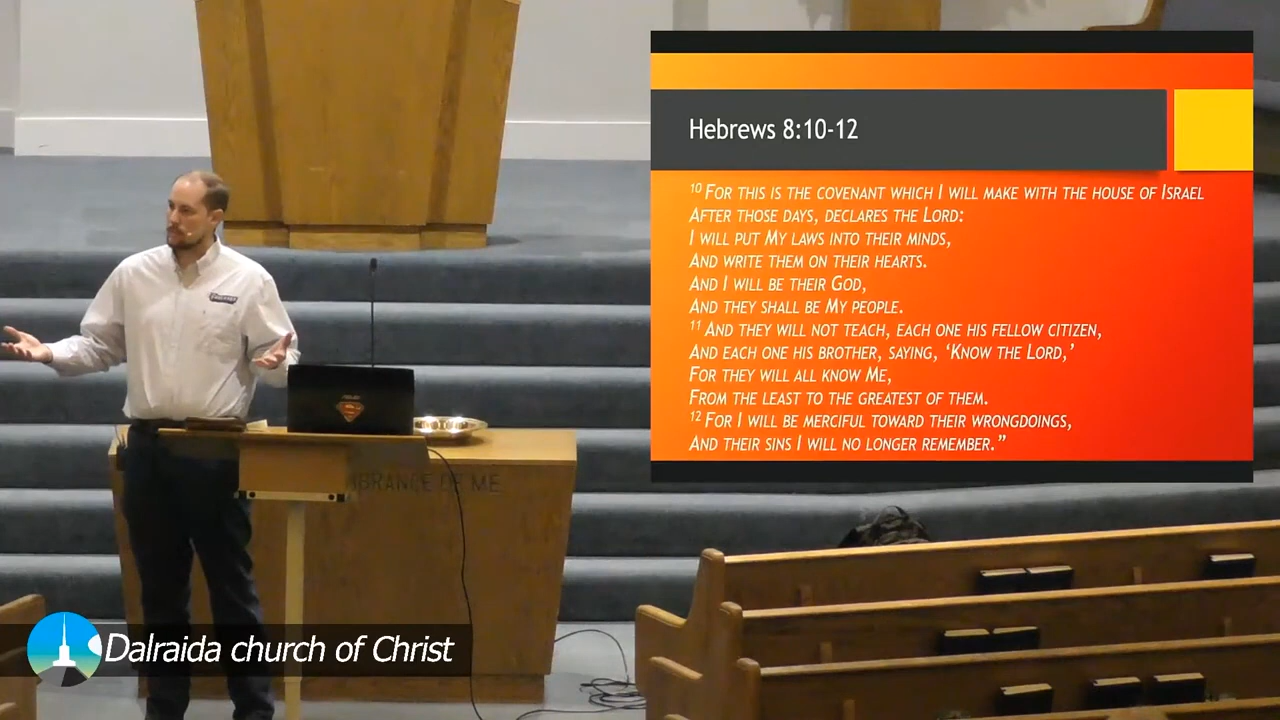 Hebrews 8:10-12
10 FOR THIS IS THE COVENANT WHICH I WILL MAKE WITH THE HOUSE OF ISRAEL
AFTER THOSE DAYS, DECLARES THE LORD:
I WILL PUT MY LAWS INTO THEIR MINDS,
AND WRITE THEM ON THEIR HEARTS.
AND I WILL BE THEIR GOD,
AND THEY SHALL BE MY PEOPLE.
11 AND THEY WILL NOT TEACH, EACH ONE HIS FELLOW CITIZEN,
AND EACH ONE HIS BROTHER, SAYING, ‘KNOW THE LORD,’
FOR THEY WILL ALL KNOW ME,
FROM THE LEAST TO THE GREATEST OF THEM.
12 FOR I WILL BE MERCIFUL TOWARD THEIR WRONGDOINGS,
AND THEIR SINS I WILL NO LONGER REMEMBER.”
OF ME
Dalraida church of Christ